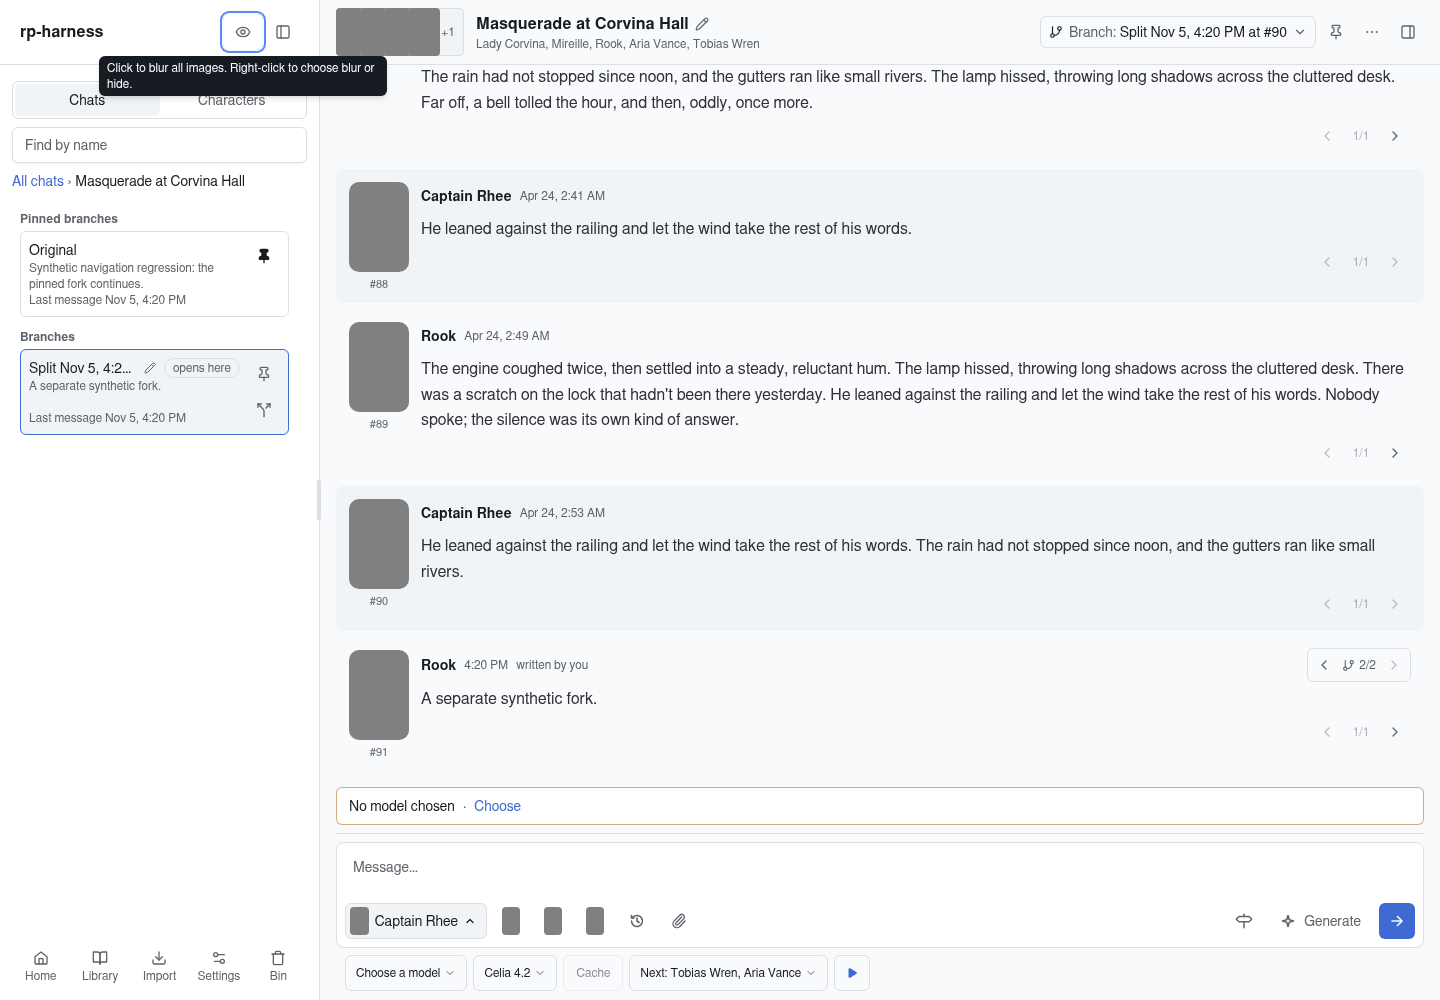 rp-harness
Click to blur all images. Right-click to choose blur or
hide.
Chats
Characters
Find by name
All chats › Masquerade at Corvina Hall
Pinned branches
Original
Synthetic navigation regression: the
pinned fork continues.
Last message Nov 5, 4:20 PM
Branches
Split Nov 5, 4:2...
opens here
A separate synthetic fork.
Last message Nov 5, 4:20 PM
Home
Library
Import
Settings
Bin
+1
Masquerade at Corvina Hall
Lady Corvina, Mireille, Rook, Aria Vance, Tobias Wren
Branch: Split Nov 5, 4:20 PM at #90
The rain had not stopped since noon, and the gutters ran like small rivers. The lamp hissed, throwing long shadows across the cluttered desk.
Far off, a bell tolled the hour, and then, oddly, once more.
1/1
Captain Rhee Apr 24, 2:41 AM
He leaned against the railing and let the wind take the rest of his words.
1/1
#88
Rook Apr 24, 2:49 AM
The engine coughed twice, then settled into a steady, reluctant hum. The lamp hissed, throwing long shadows across the cluttered desk. There
was a scratch on the lock that hadn't been there yesterday. He leaned against the railing and let the wind take the rest of his words. Nobody
spoke; the silence was its own kind of answer.
#89
1/1
Captain Rhee Apr 24, 2:53 AM
He leaned against the railing and let the wind take the rest of his words. The rain had not stopped since noon, and the gutters ran like small
rivers.
#90
1/1
Rook 4:20 PM written by you
2/2
A separate synthetic fork.
1/1
#91
No model chosen · Choose
Message...
Captain Rhee
Generate
Choose a model
Celia 4.2
Cache
Next: Tobias Wren, Aria Vance